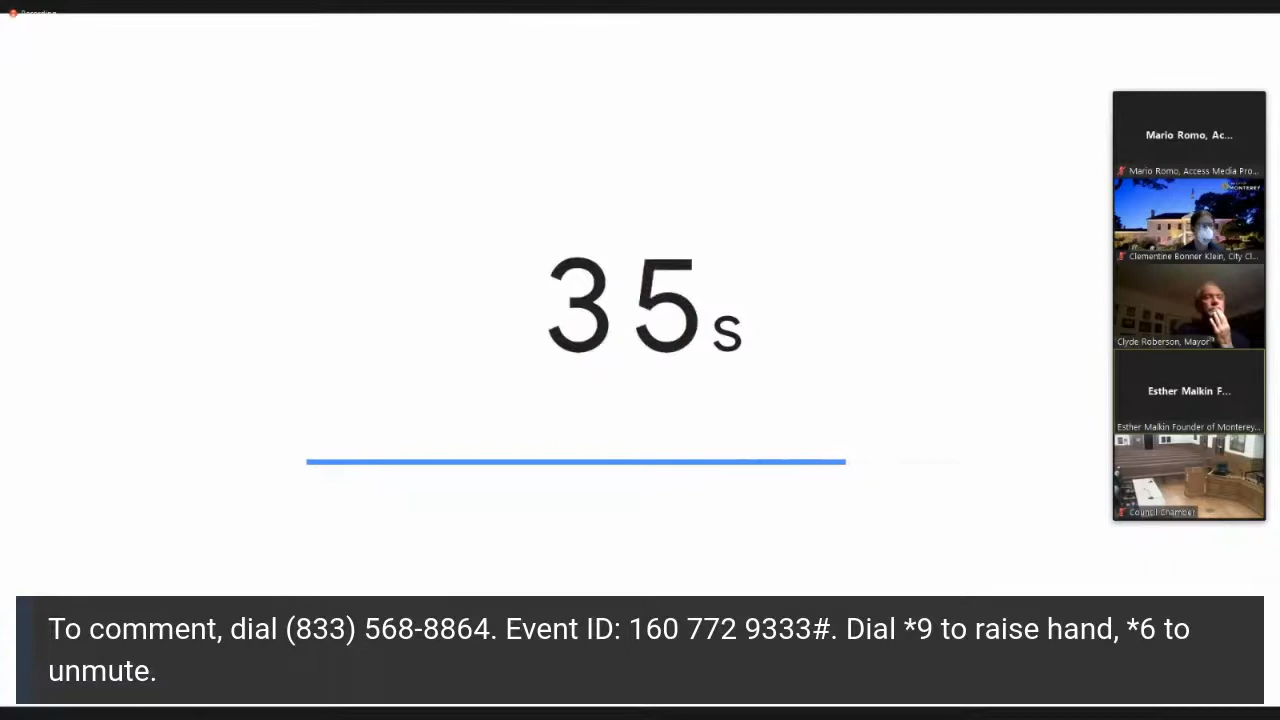 Recording
35s
Mario Romo, Ac...
Mario Romo, Access Media Pro...
MONTEREY
Clementine Bonner Klein, City Cl...
Clyde Roberson, Mayor
Esther Malkin F...
Esther Malkin Founder of Monterey...
Council Chamber
To comment, dial (833) 568-8864. Event ID: 160 772 9333#. Dial *9 to raise hand, *6 to
unmute.